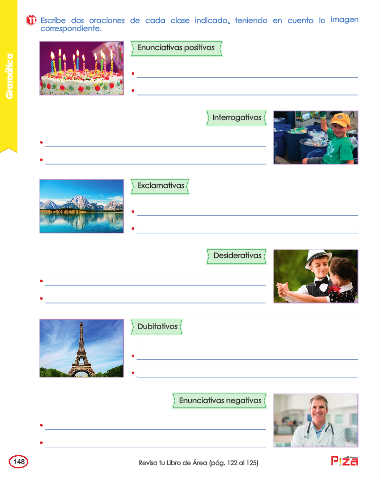 11 Escribe dos oraciones de cada clase indicada, teniendo en cuenta la imagen
correspondiente.
Gramática
Enunciativas positivas
Interrogativas
Exclamativas
Desiderativas
Dubitativas
Enunciativas negativas
148
Revisa tu Libro de Área (pág. 122 al 125)
Pizza